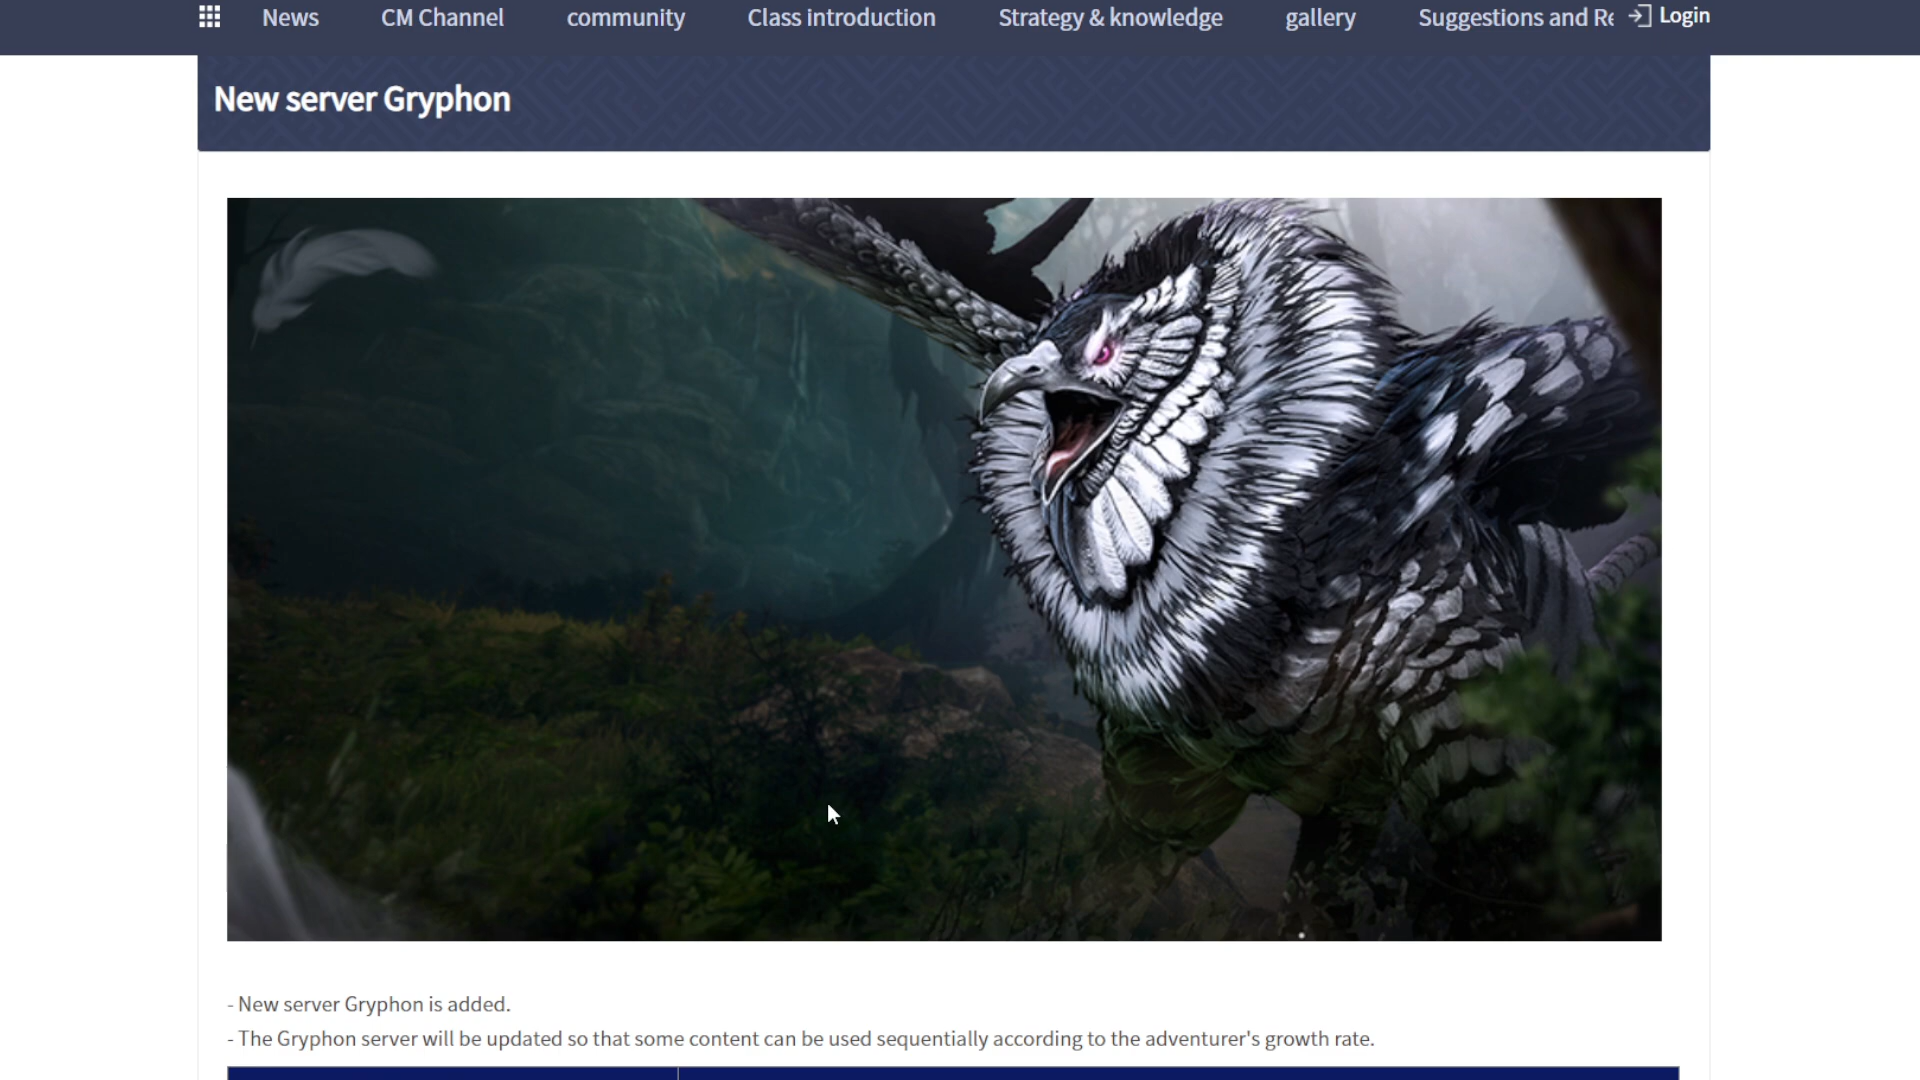 News CM Channel community Class introduction Strategy & knowledge gallery Suggestions and Re Login
New server Gryphon
- New server Gryphon is added.
- The Gryphon server will be updated so that some content can be used sequentially according to the adventurer's growth rate.